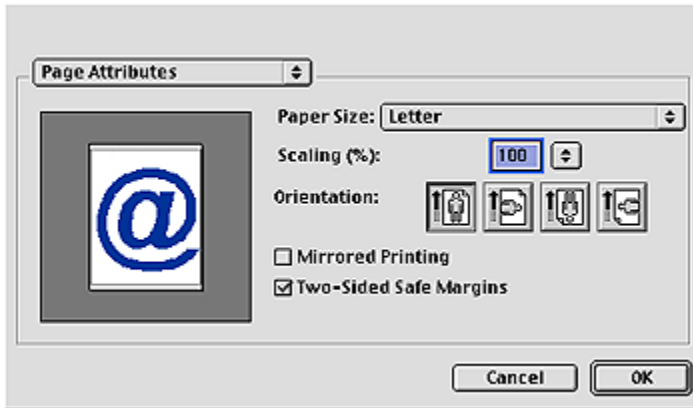 Page Attributes
Paper Size: Letter
Scaling (%): 100
Orientation:
Mirrored Printing
Two-Sided Safe Margins
@
Cancel OK